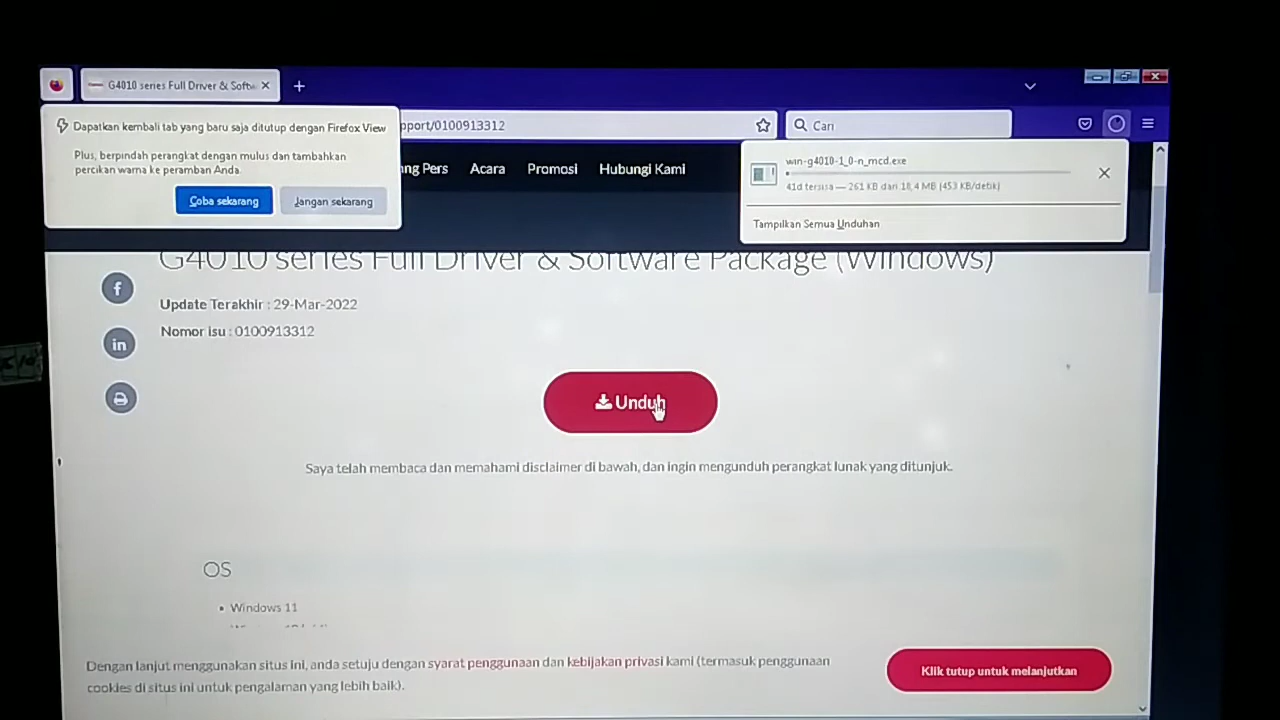 G4010 series Full Driver & Softw
Dapatkan kembali tab yang baru saja ditutup dengan Firefox View
Plus, berpindah perangkat dengan mulus dan tambahkan
percikan warna ke peramban Anda.
Coba sekarang
Jangan sekarang
pport/0100913312
Cari
ng Pers
Acara
Promosi
Hubungi Kami
win-g4010-1_0-n_mcd.exe
41d tersisa — 261 KB dari 18,4 MB (453 KB/detik)
Tampilkan Semua Unduhan
G4010 series Full Driver & Software Package (Windows)
Update Terakhir : 29-Mar-2022
Nomor isu : 0100913312
f
in
Unduh
Saya telah membaca dan memahami disclaimer di bawah, dan ingin mengunduh perangkat lunak yang ditunjuk.
OS
• Windows 11
Dengan lanjut menggunakan situs ini, anda setuju dengan syarat penggunaan dan kebijakan privasi kami (termasuk penggunaan
cookies di situs ini untuk pengalaman yang lebih baik).
Klik tutup untuk melanjutkan